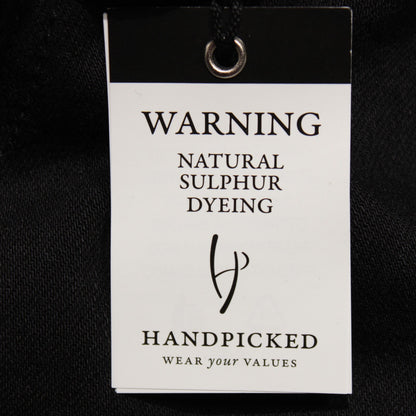 WARNING
NATURAL
SULPHUR
DYEING
HANDPICKED
WEAR your VALUES